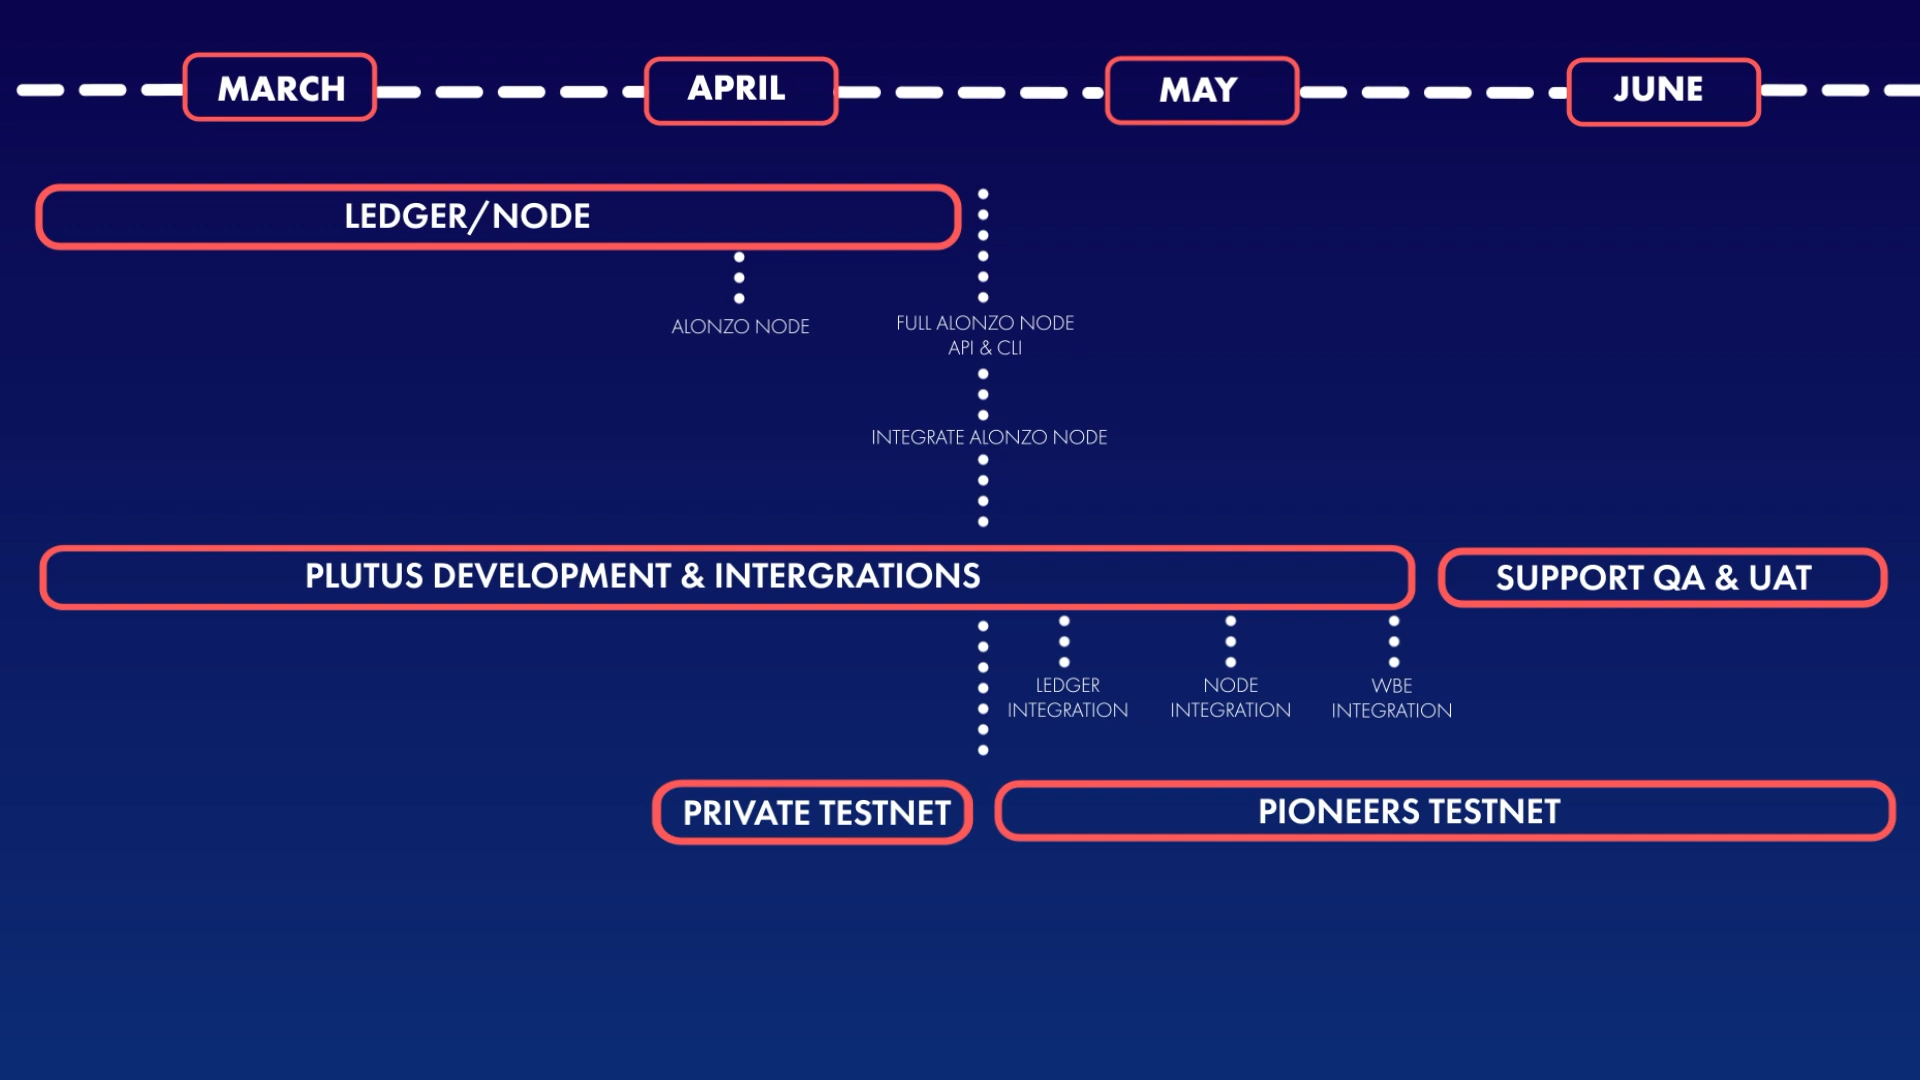 MARCH
APRIL
MAY
JUNE
LEDGER/NODE
ALONZO NODE
FULL ALONZO NODE
API & CLI
INTEGRATE ALONZO NODE
PLUTUS DEVELOPMENT & INTERGRATIONS
SUPPORT QA & UAT
LEDGER
INTEGRATION
NODE
INTEGRATION
WBE
INTEGRATION
PRIVATE TESTNET
PIONEERS TESTNET